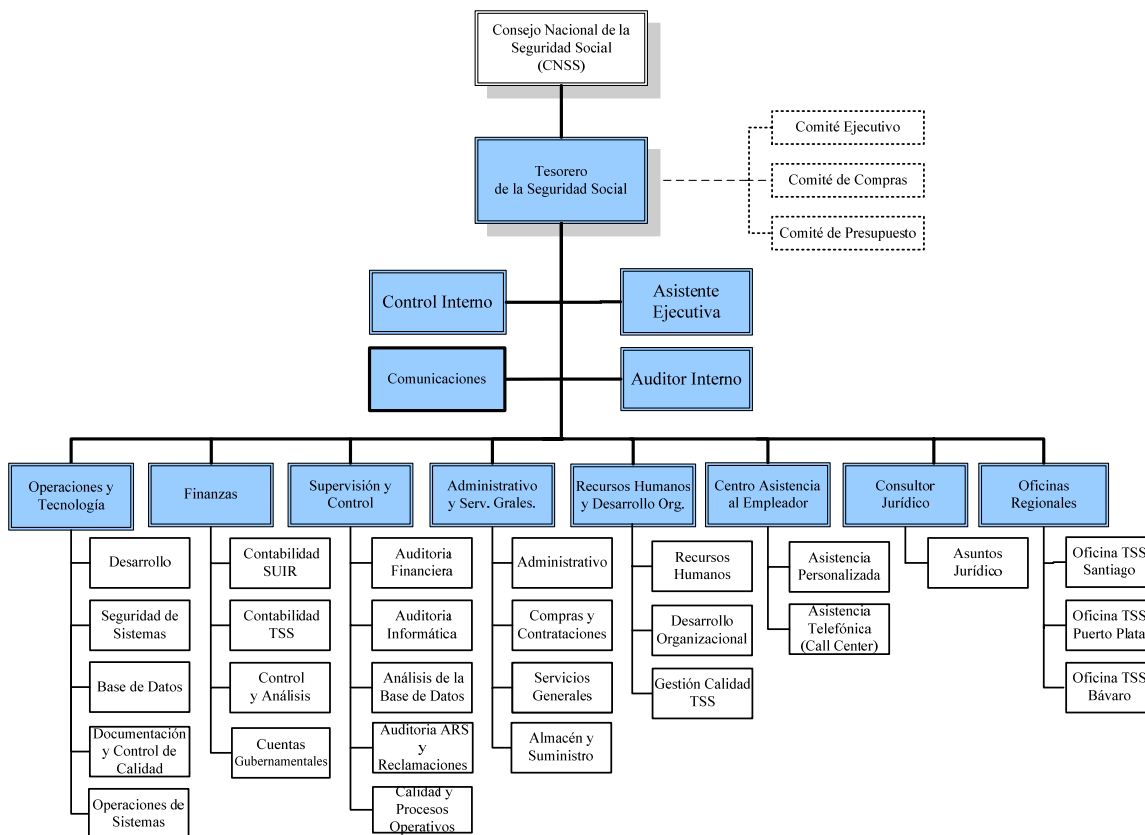 Consejo Nacional de la
Seguridad Social
(CNSS)
Tesorero
de la Seguridad Social
Comité Ejecutivo
Comité de Compras
Comité de Presupuesto
Control Interno
Asistente
Ejecutiva
Comunicaciones
Auditor Interno
Operaciones y
Tecnología
Finanzas
Supervisión y
Control
Administrativo
y Serv. Grales.
Recursos Humanos
y Desarrollo Org.
Centro Asistencia
al Empleador
Consultor
Jurídico
Oficinas
Regionales
Desarrollo
Seguridad de
Sistemas
Base de Datos
Documentación
y Control de
Calidad
Operaciones de
Sistemas
Contabilidad
SUIR
Contabilidad
TSS
Control
y Análisis
Cuentas
Gubernamentales
Auditoria
Financiera
Auditoria
Informática
Análisis de la
Base de Datos
Auditoria ARS
y
Reclamaciones
Calidad y
Procesos
Operativos
Administrativo
Compras y
Contrataciones
Servicios
Generales
Almacén y
Suministro
Recursos
Humanos
Desarrollo
Organizacional
Gestión Calidad
TSS
Asistencia
Personalizada
Asistencia
Telefónica
(Call Center)
Asuntos
Jurídico
Oficina TSS
Santiago
Oficina TSS
Puerto Plata
Oficina TSS
Bávaro